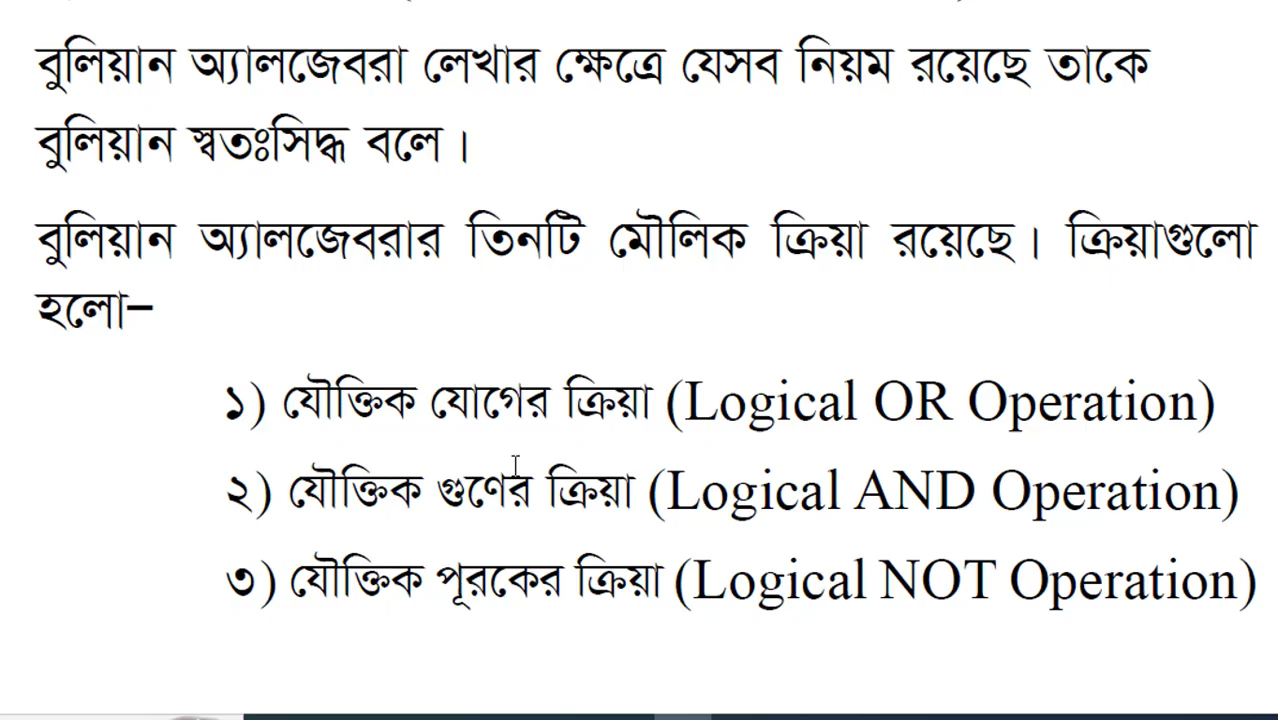 বুলিয়ান অ্যালজেবরা লেখার ক্ষেত্রে যেসব নিয়ম রয়েছে তাকে
বুলিয়ান স্বতঃসিদ্ধ বলে।
বুলিয়ান অ্যালজেবরার তিনটি মৌলিক ক্রিয়া রয়েছে। ক্রিয়াগুলো
হলো–
১) যৌক্তিক যোগের ক্রিয়া (Logical OR Operation)
২) যৌক্তিক গুণের ক্রিয়া (Logical AND Operation)
৩) যৌক্তিক পূরকের ক্রিয়া (Logical NOT Operation)